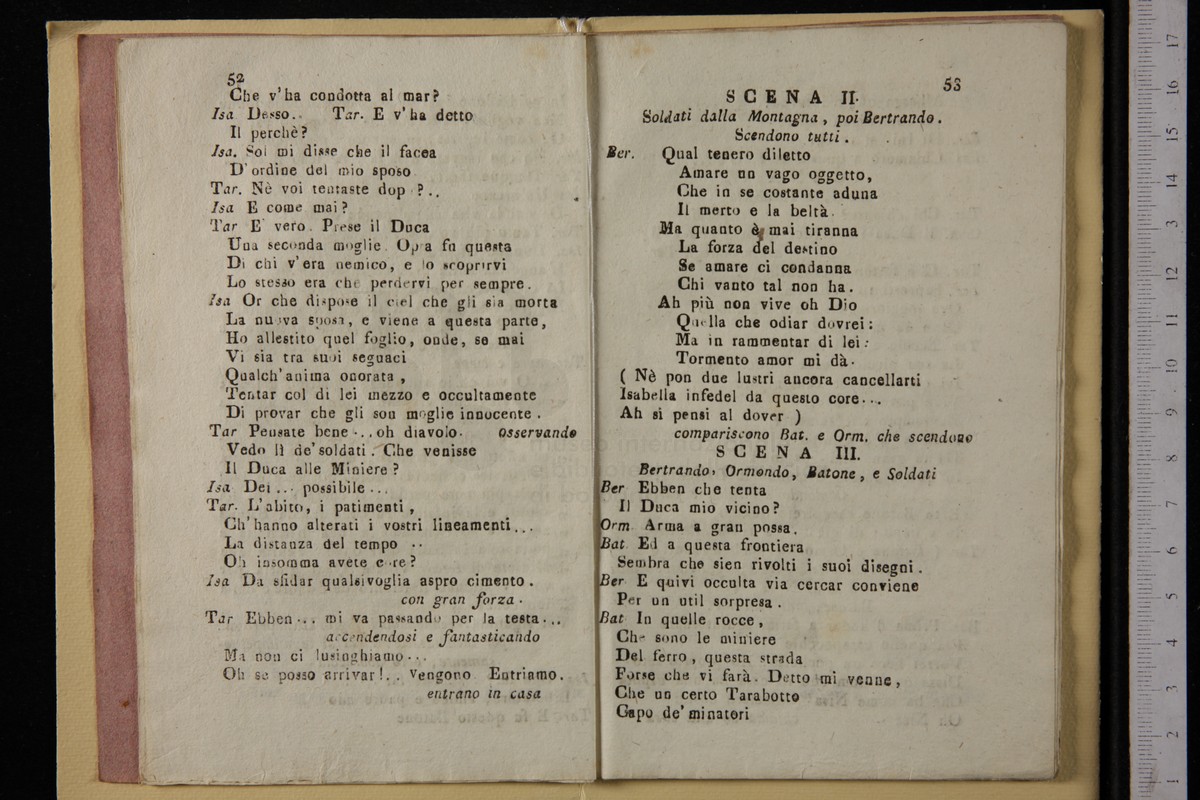 52
Che v'ha condotta al mar?
Isa Desso.. Tar. E v'ha detto
Il perchè?
Isa. Sol mi disse che il facea
D'ordine del mio sposo
Tar. Nè voi tentaste dop ?..
Isa E come mai?
Tar E' vero. Prese il Duca
Una seconda moglie. Op a fu questa
Di chi v'era nemico, e lo scoprirvi
Lo stesso era che perdervi per sempre.
Isa Or che dispose il ciel che gli sia morta
La nuova sposa, e viene a questa parte,
Ho allestito quel foglio, onde, se mai
Vi sia tra suoi seguaci
Qualch'anima onorata ,
Tentar col di lei mezzo e occultamente
Di provar che gli son moglie innocente .
Tar Pensate bene ...oh diavolo. osservando
Vedo lì de'soldati. Che venisse
Il Duca alle Miniere ?
Isa Dei ... possibile ...
Tar. L'abito, i patimenti ,
Ch'hanno alterati i vostri lineamenti...
La distanza del tempo ..
Oh insomma avete c re?
Isa Da sfidar qualsivoglia aspro cimento .
con gran forza .
Tar Ebben ... mi va passando per la testa ...
accendendosi e fantasticando
Ma non ci lusinghiamo ...
Oh se posso arrivar!.. Vengono Entriamo.
entrano in casa
53
SCENA II.
Soldati dalla Montagna , poi Bertrando .
Scendono tutti .
Ber. Qual tenero diletto
Amare un vago oggetto,
Che in se costante aduna
Il merto e la beltà.
Ma quanto è mai tiranna
La forza del destino
Se amare ci condanna
Chi vanto tal non ha.
Ah più non vive oh Dio
Quella che odiar dovrei:
Ma in rammentar di lei:
Tormento amor mi dà.
( Nè pon due lustri ancora cancellarti
Isabella infedel da questo core...
Ah si pensi al dover )
compariscono Bat. e Orm. che scendono
SCENA III.
Bertrando, Ormondo, Batone, e Soldati
Ber Ebben che tenta
Il Duca mio vicino?
Orm Arma a gran possa.
Bat Ed a questa frontiera
Sembra che sien rivolti i suoi disegni .
Ber E quivi occulta via cercar conviene
Per un util sorpresa .
Bat In quelle rocce ,
Che sono le miniere
Del ferro , questa strada
Forse che vi farà. Detto mi venne ,
Che un certo Tarabotto
Capo de'minatori